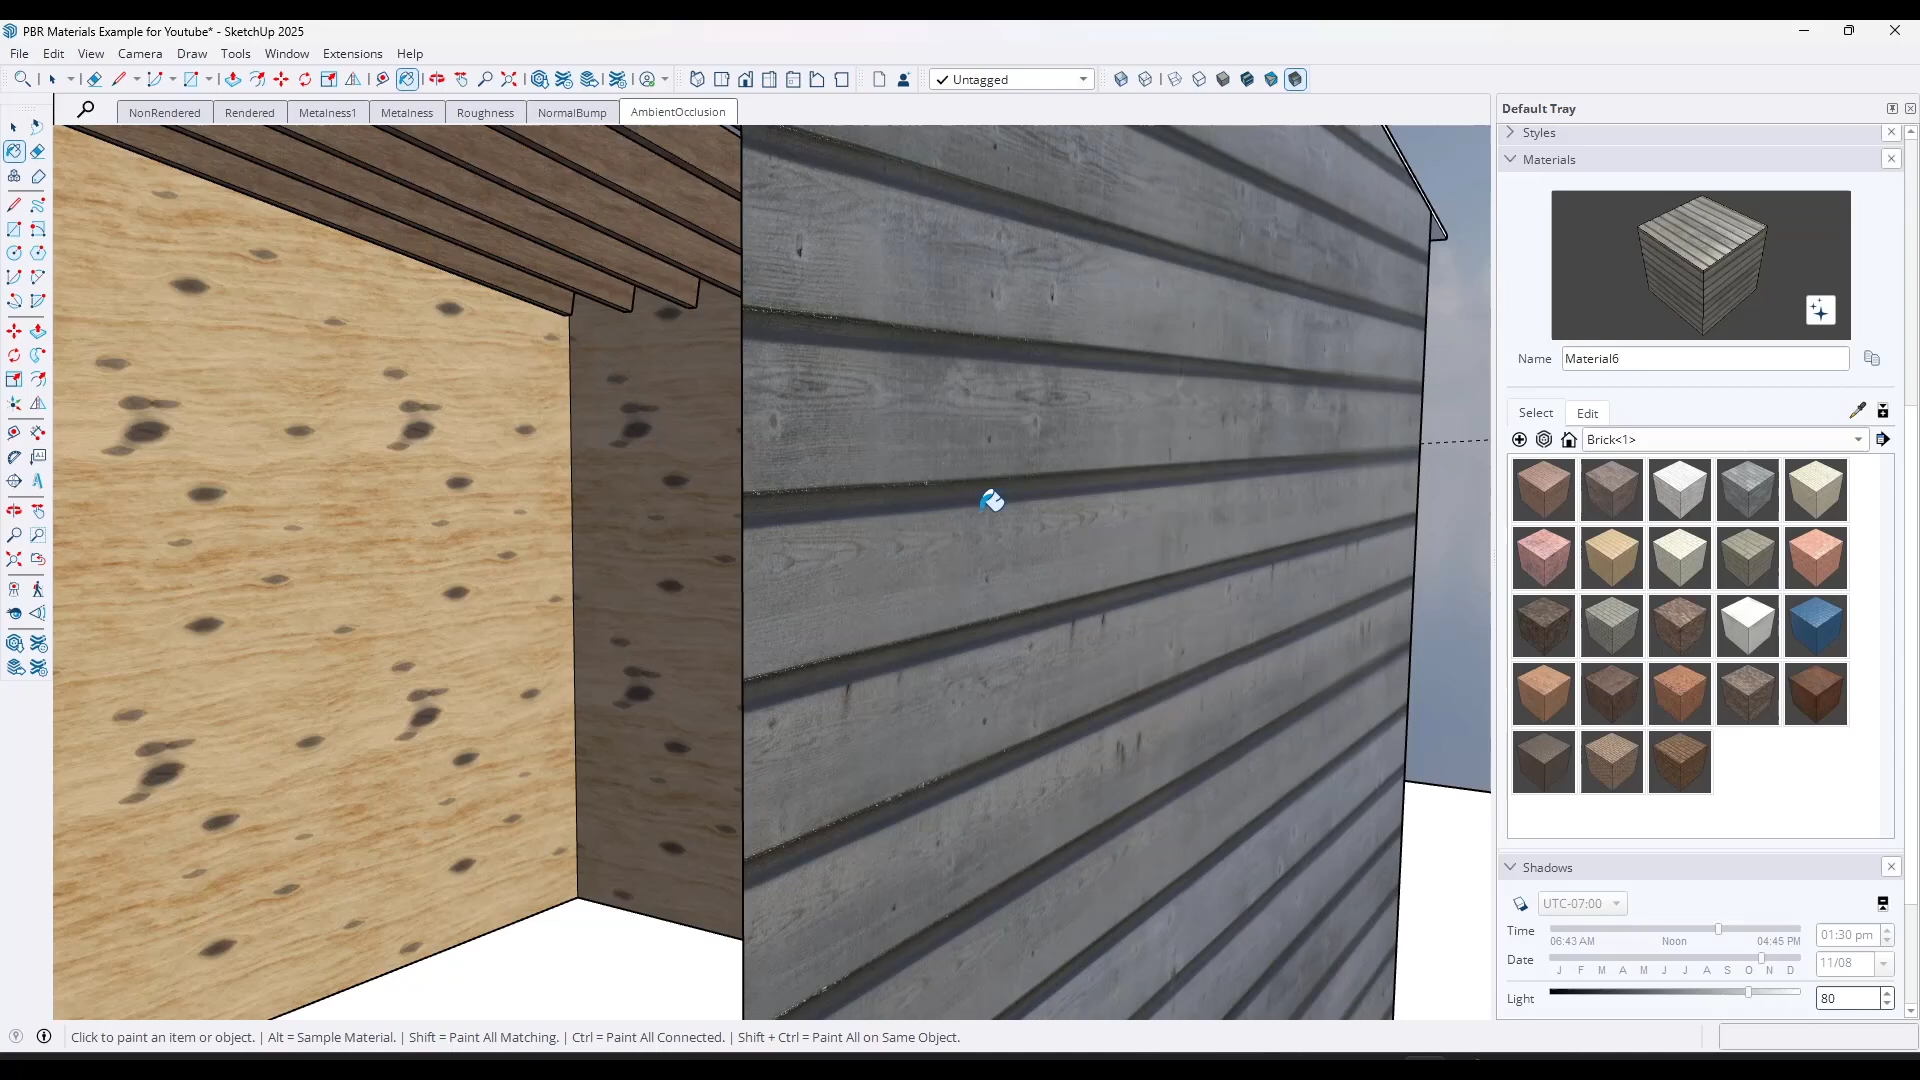 PBR Materials Example for Youtube* - SketchUp 2025
File Edit View Camera Draw Tools Window Extensions Help
Untagged
NonRendered Rendered Metalness1 Metalness Roughness NormalBump AmbientOcclusion
Default Tray
Styles
Materials
Name Material6
Select Edit
Brick<1>
Shadows
UTC-07:00
Time 06:43 AM Noon 04:45 PM 01:30 pm
Date J F M A M J J A S O N D 11/08
Light 80
Click to paint an item or object. | Alt = Sample Material. | Shift = Paint All Matching. | Ctrl = Paint All Connected. | Shift + Ctrl = Paint All on Same Object.